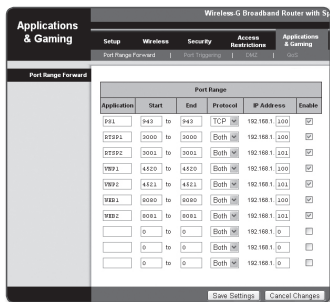 Wireless-G Broadband Router with Sp
Applications & Gaming
Setup Wireless Security Access Restrictions Applications & Gaming
Port Range Forward | Port Triggering | DMZ | QoS
Port Range Forward
Port Range
Application Start End Protocol IP Address Enable
PS1 943 to 943 TCP 192.168.1. 100
RTSP1 3000 to 3000 Both 192.168.1. 100
RTSP2 3001 to 3001 Both 192.168.1. 101
VNP1 4520 to 4520 Both 192.168.1. 100
VNP2 4521 to 4521 Both 192.168.1. 101
WEB1 8080 to 8080 Both 192.168.1. 100
WEB2 8081 to 8081 Both 192.168.1. 101
0 to 0 Both 192.168.1. 0
0 to 0 Both 192.168.1. 0
0 to 0 Both 192.168.1. 0
Save Settings Cancel Changes